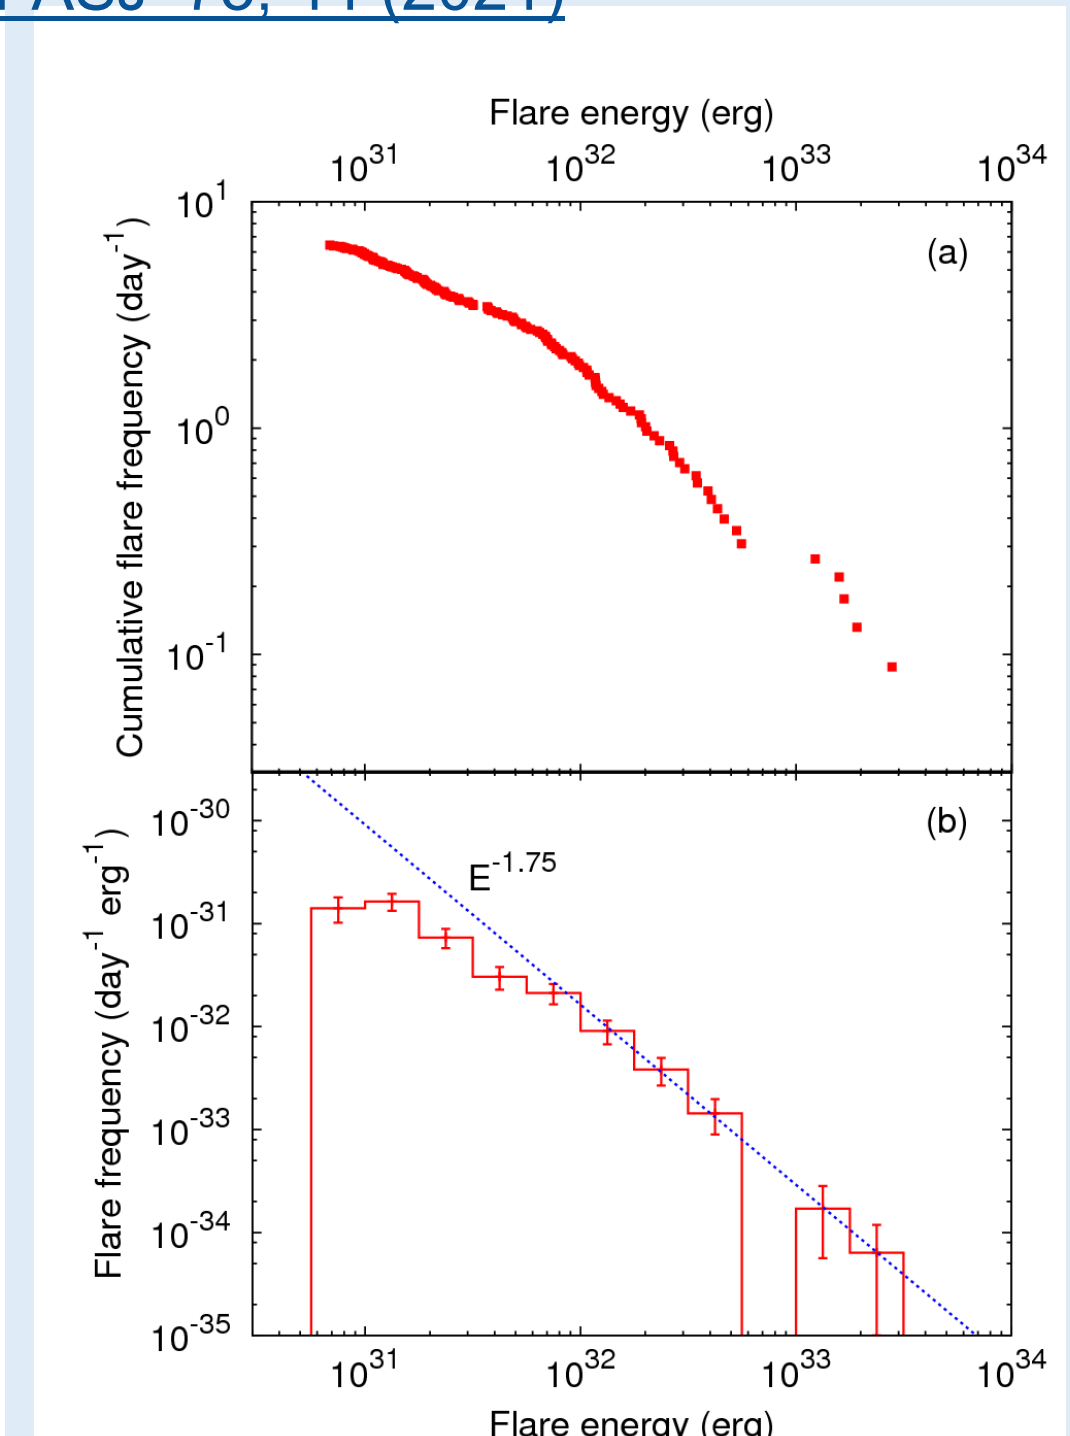 (2021)
Flare energy (erg)
10^31 10^32 10^33 10^34
10^1
(a)
Cumulative flare frequency (day^-1)
10^0
10^-1
10^-30
(b)
E^-1.75
Flare frequency (day^-1 erg^-1)
10^-31
10^-32
10^-33
10^-34
10^-35
10^31 10^32 10^33 10^34
Flare energy (erg)